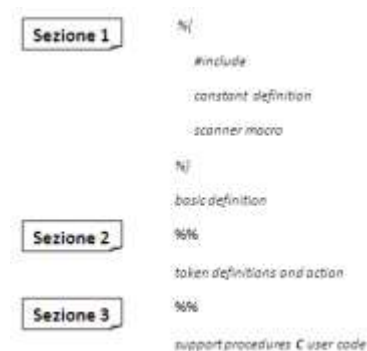 Sezione 1
%{
#include
constant definition
scanner macro
%}
basic definition
Sezione 2
%%
token definitions and action
Sezione 3
%%
support procedures C user code